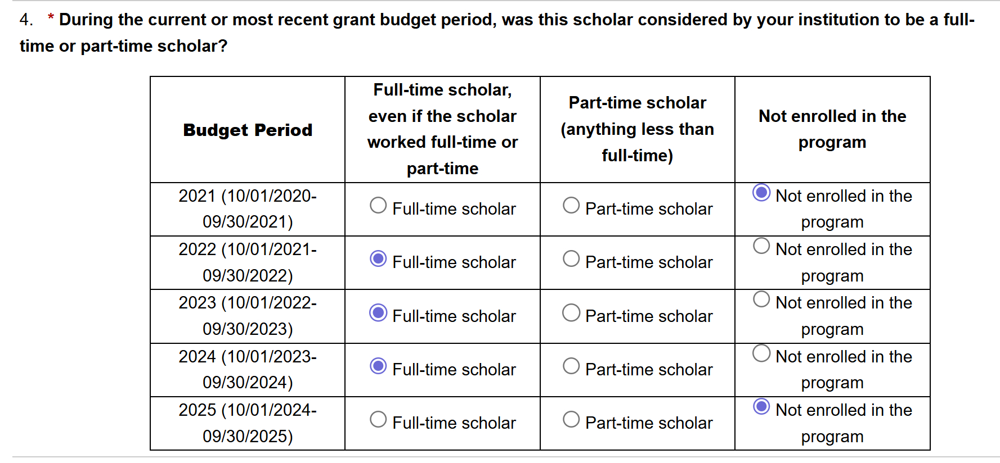 4. * During the current or most recent grant budget period, was this scholar considered by your institution to be a full-
time or part-time scholar?
Budget Period
Full-time scholar,
even if the scholar
worked full-time or
part-time
Part-time scholar
(anything less than
full-time)
Not enrolled in the
program
2021 (10/01/2020-
09/30/2021)
Full-time scholar
Part-time scholar
Not enrolled in the
program
2022 (10/01/2021-
09/30/2022)
Full-time scholar
Part-time scholar
Not enrolled in the
program
2023 (10/01/2022-
09/30/2023)
Full-time scholar
Part-time scholar
Not enrolled in the
program
2024 (10/01/2023-
09/30/2024)
Full-time scholar
Part-time scholar
Not enrolled in the
program
2025 (10/01/2024-
09/30/2025)
Full-time scholar
Part-time scholar
Not enrolled in the
program